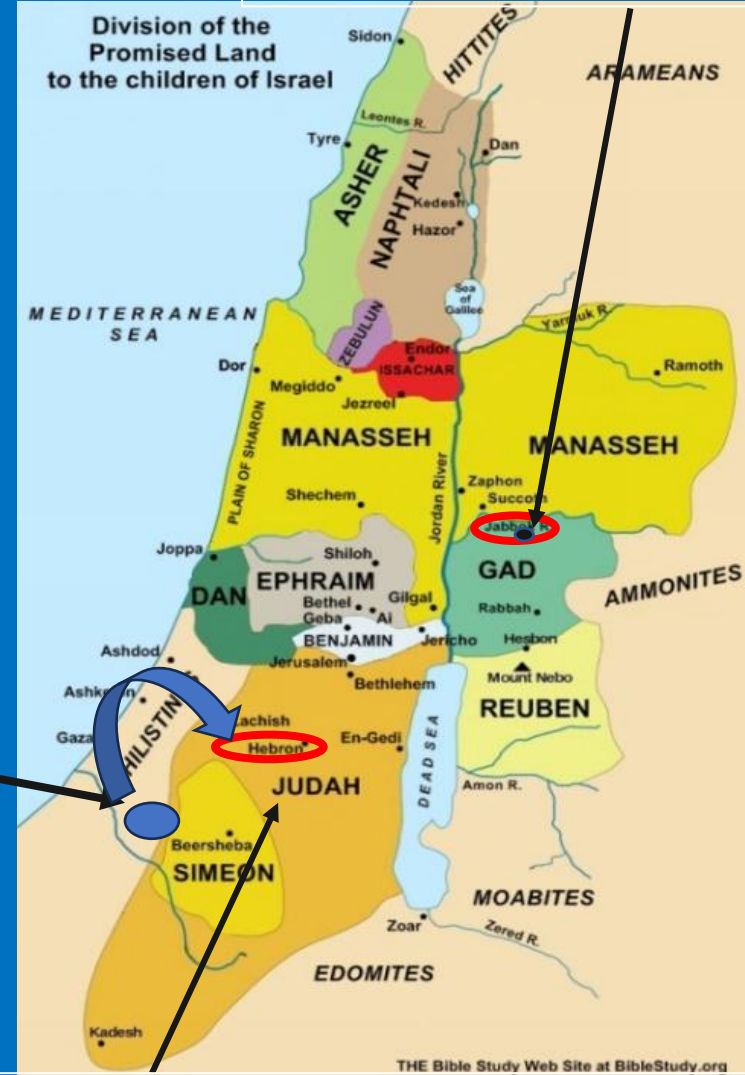 Division of the
Promised Land
to the children of Israel
Sidon
HITTITES
ARAMEANS
Leontes R.
Tyre
Dan
ASHER
NAPHTALI
Kedesh
Hazor
Sea
of
Galilee
MEDITERRANEAN
SEA
ZEBULUN
Yarmuk R.
Endor
Dor
ISSACHAR
Ramoth
Megiddo
Jezreel
PLAIN OF SHARON
MANASSEH
MANASSEH
Jordan River
Zaphon
Succoth
Shechem
Jabbok R.
Joppa
Shiloh
GAD
DAN
EPHRAIM
AMMONITES
Bethel
Ai
Gilgal
Rabbah
Geba
BENJAMIN
Jericho
Hesbon
Ashdod
Jerusalem
Mount Nebo
Bethlehem
REUBEN
Gaza
Hebron
En-Gedi
DEAD SEA
JUDAH
Arnon R.
Beersheba
SIMEON
MOABITES
Zoar
Zered R.
EDOMITES
Kadesh
THE Bible Study Web Site at BibleStudy.org